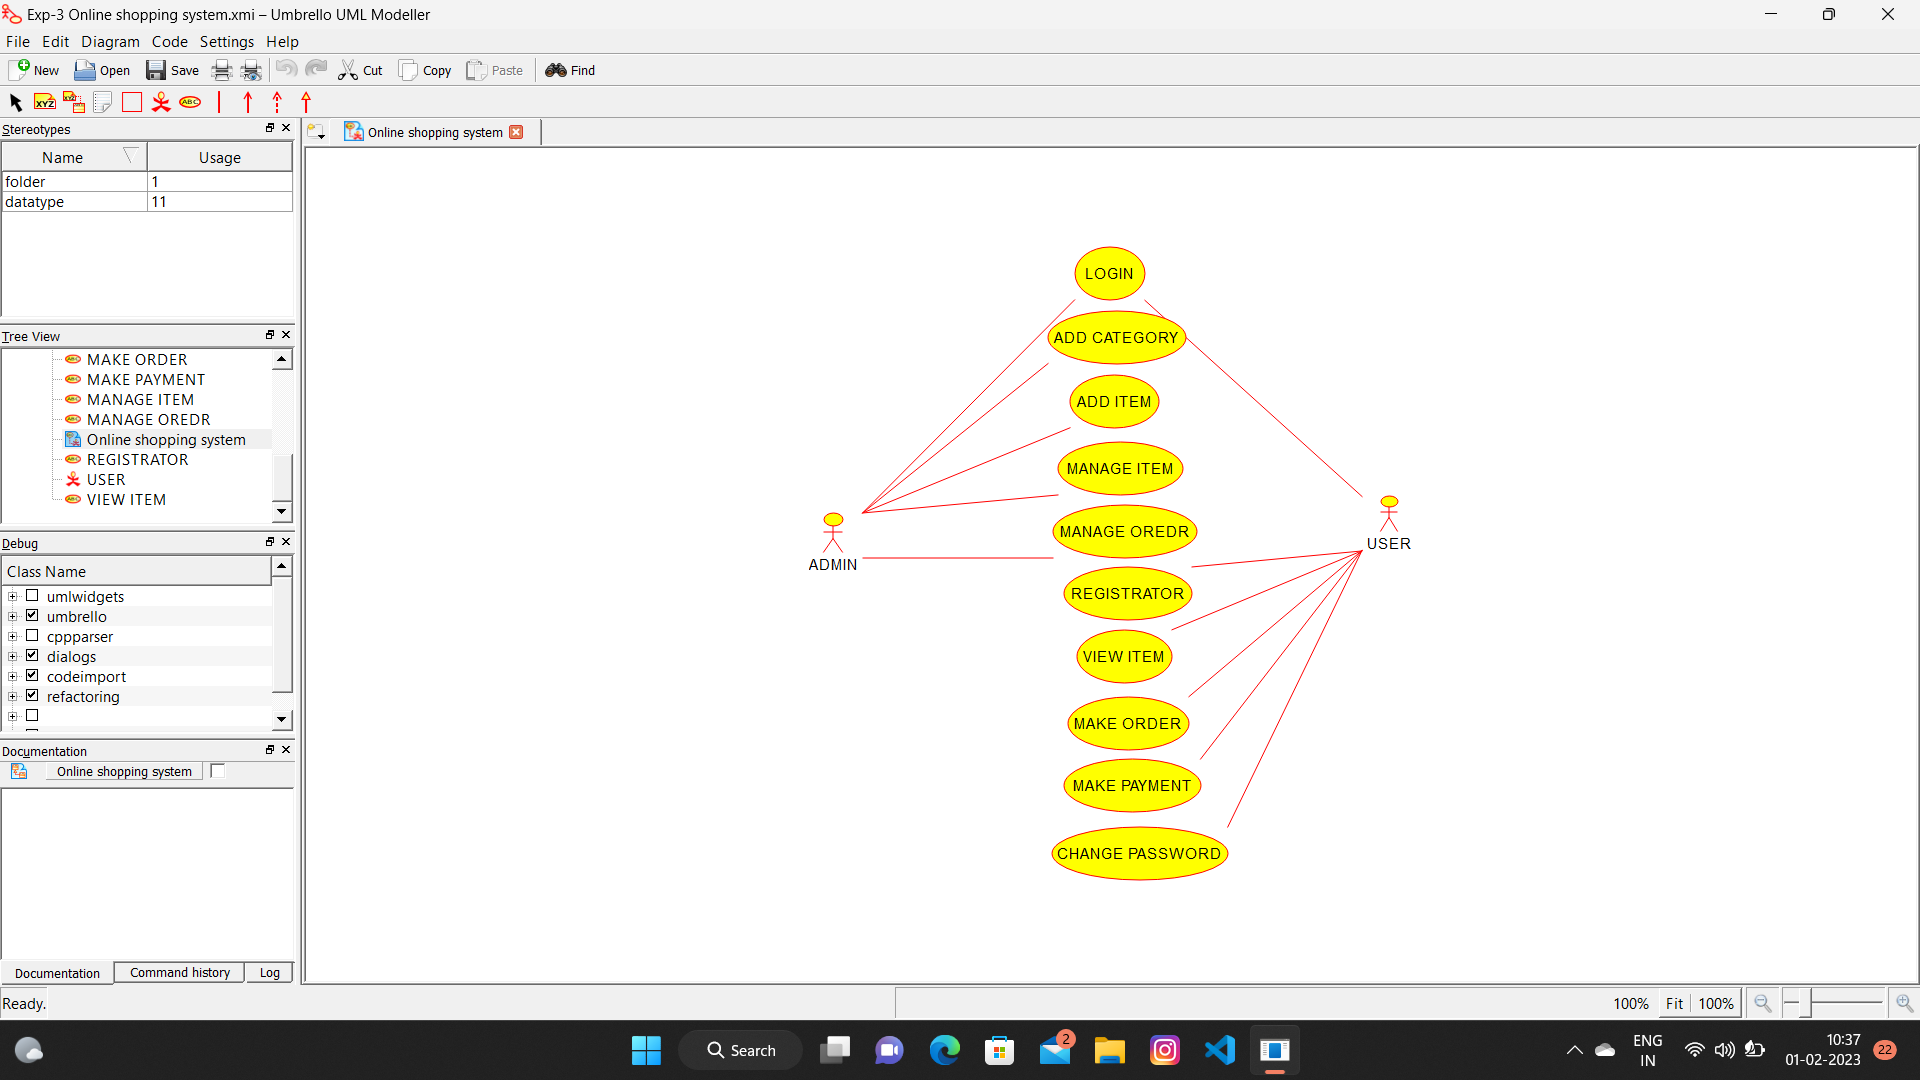 Exp-3 Online shopping system.xmi – Umbrello UML Modeller
File Edit Diagram Code Settings Help
New Open Save Cut Copy Paste Find
XYZ XYZ ABC
Stereotypes
Name Usage
folder 1
datatype 11
Tree View
MAKE ORDER
MAKE PAYMENT
MANAGE ITEM
MANAGE OREDR
Online shopping system
REGISTRATOR
USER
VIEW ITEM
Debug
Class Name
umlwidgets
umbrello
cppparser
dialogs
codeimport
refactoring
Documentation
Online shopping system
Documentation Command history Log
Online shopping system
LOGIN
ADD CATEGORY
ADD ITEM
MANAGE ITEM
MANAGE OREDR
REGISTRATOR
VIEW ITEM
MAKE ORDER
MAKE PAYMENT
CHANGE PASSWORD
ADMIN
USER
Ready.
100% Fit 100%
Search
2
ENG
IN
10:37
01-02-2023
22